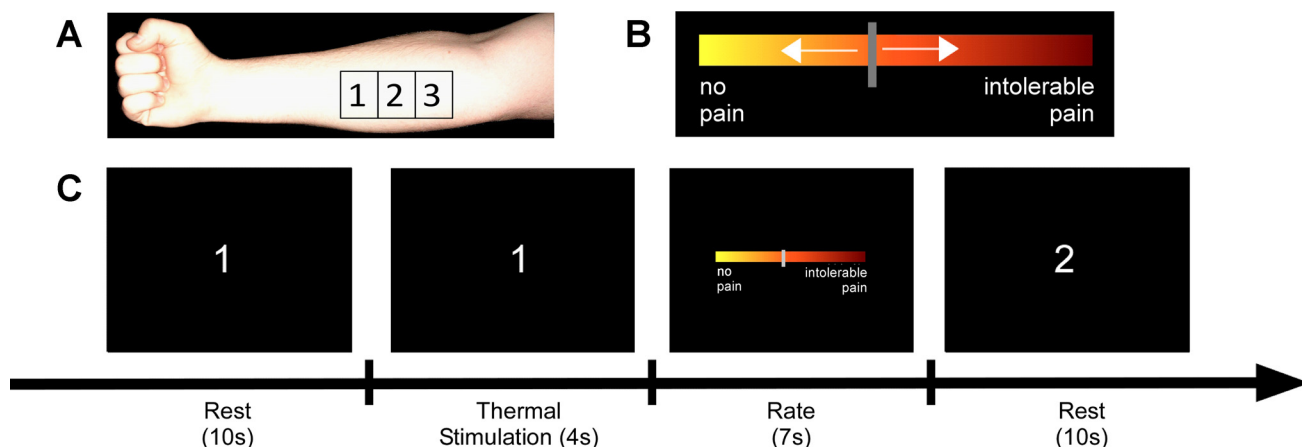 A
1 2 3
B
no
pain
intolerable
pain
C
1
1
no
pain
intolerable
pain
2
Rest
(10s)
Thermal
Stimulation (4s)
Rate
(7s)
Rest
(10s)